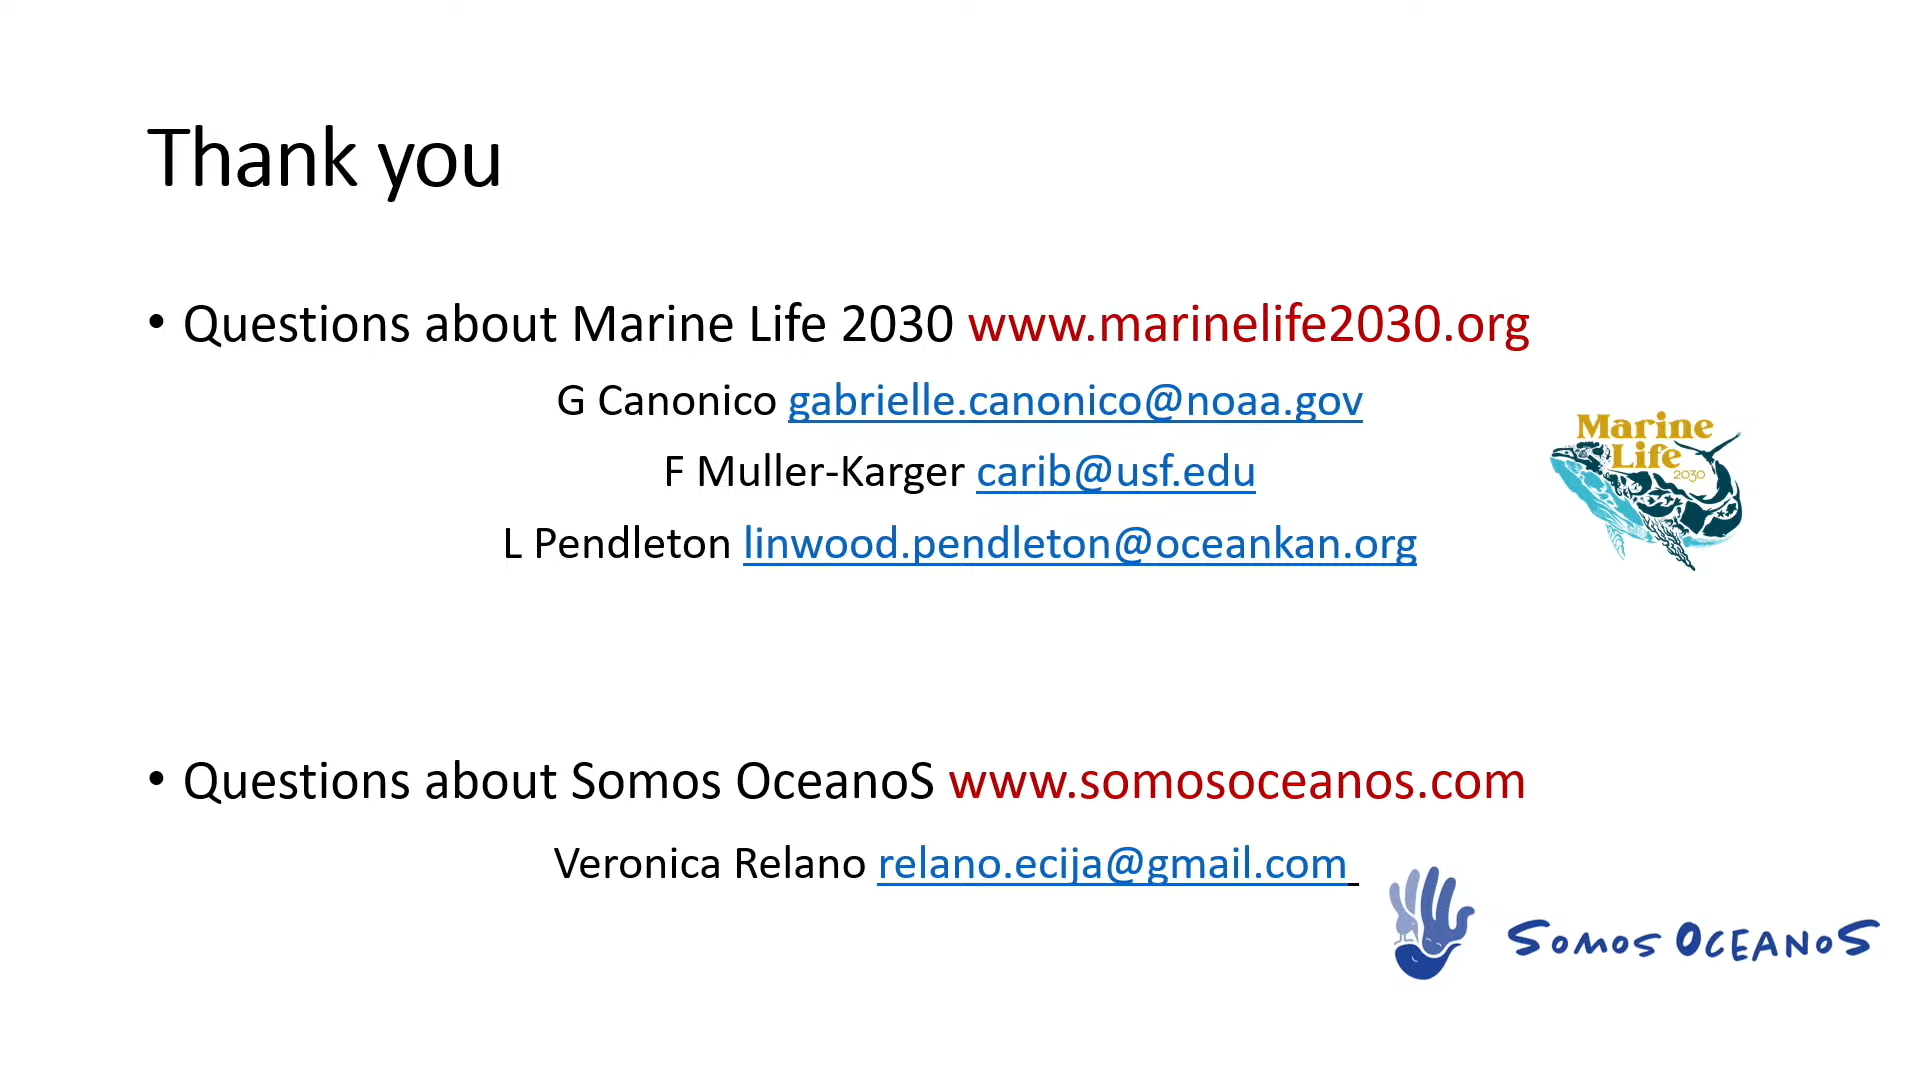 Thank you
• Questions about Marine Life 2030 www.marinelife2030.org
G Canonico gabrielle.canonico@noaa.gov
F Muller-Karger carib@usf.edu
L Pendleton linwood.pendleton@oceankan.org
Marine
Life
2030
• Questions about Somos OceanoS www.somosoceanos.com
Veronica Relano relano.ecija@gmail.com
SOMOS OCEANOS